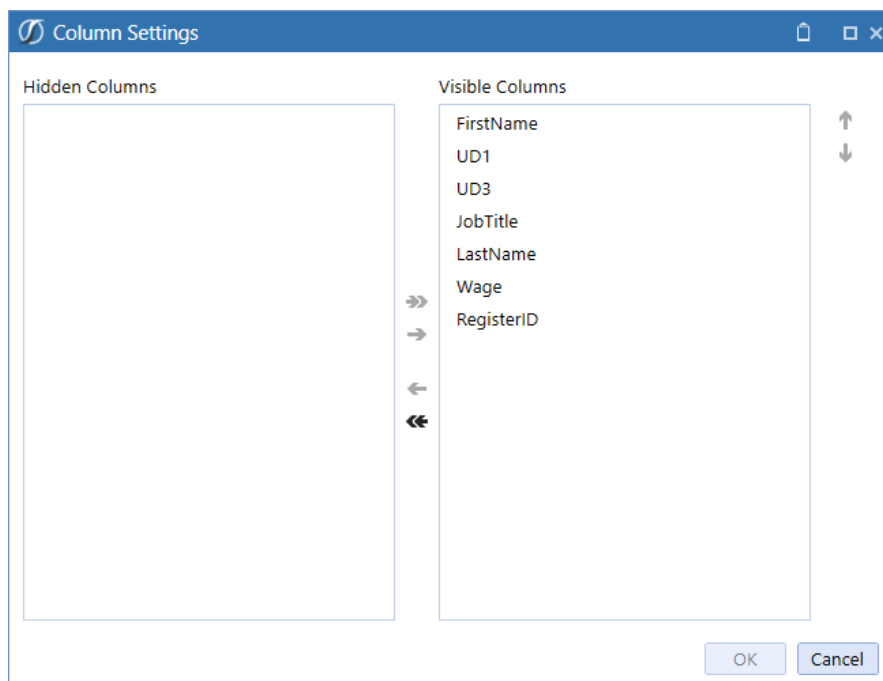 Column Settings
Hidden Columns
Visible Columns
FirstName
UD1
UD3
JobTitle
LastName
Wage
RegisterID
OK
Cancel